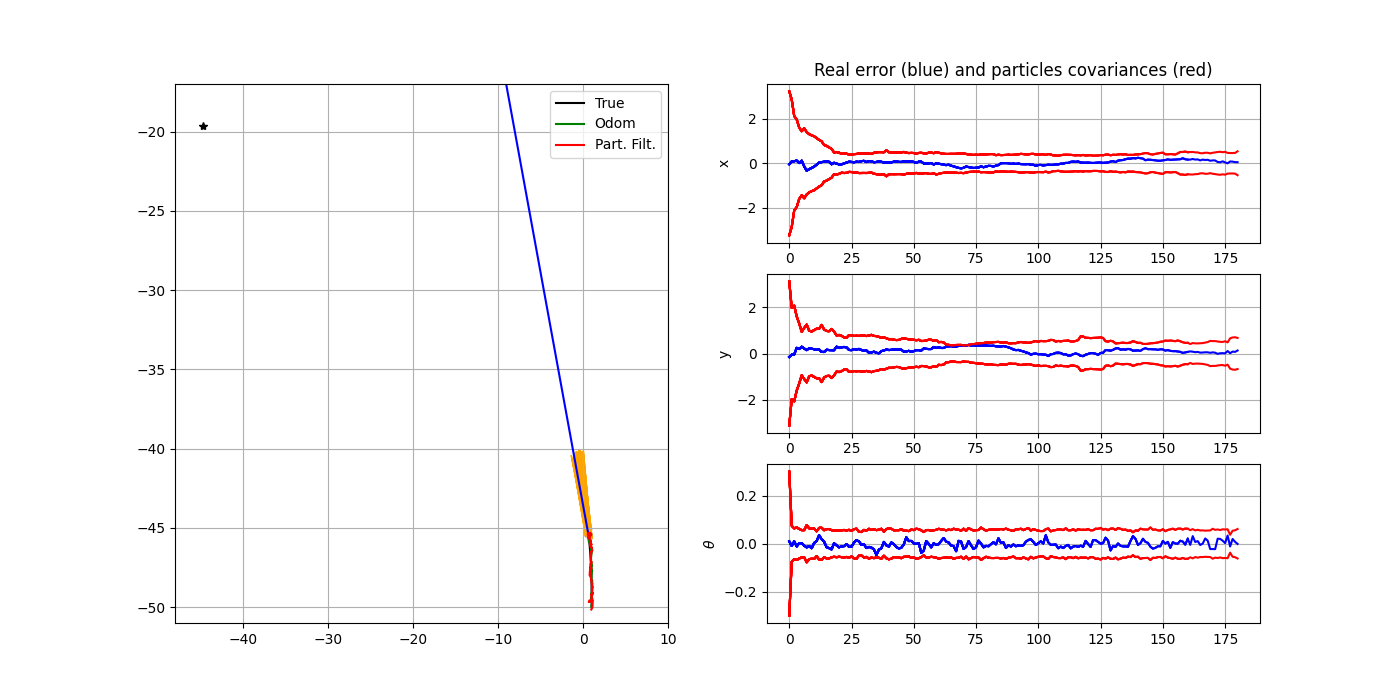 Real error (blue) and particles covariances (red)
True
Odom
Part. Filt.
−20
−25
−30
−35
−40
−45
−50
−40 −30 −20 −10 0 10
x
2
0
−2
0 25 50 75 100 125 150 175
y
2
0
−2
0 25 50 75 100 125 150 175
θ
0.2
0.0
−0.2
0 25 50 75 100 125 150 175